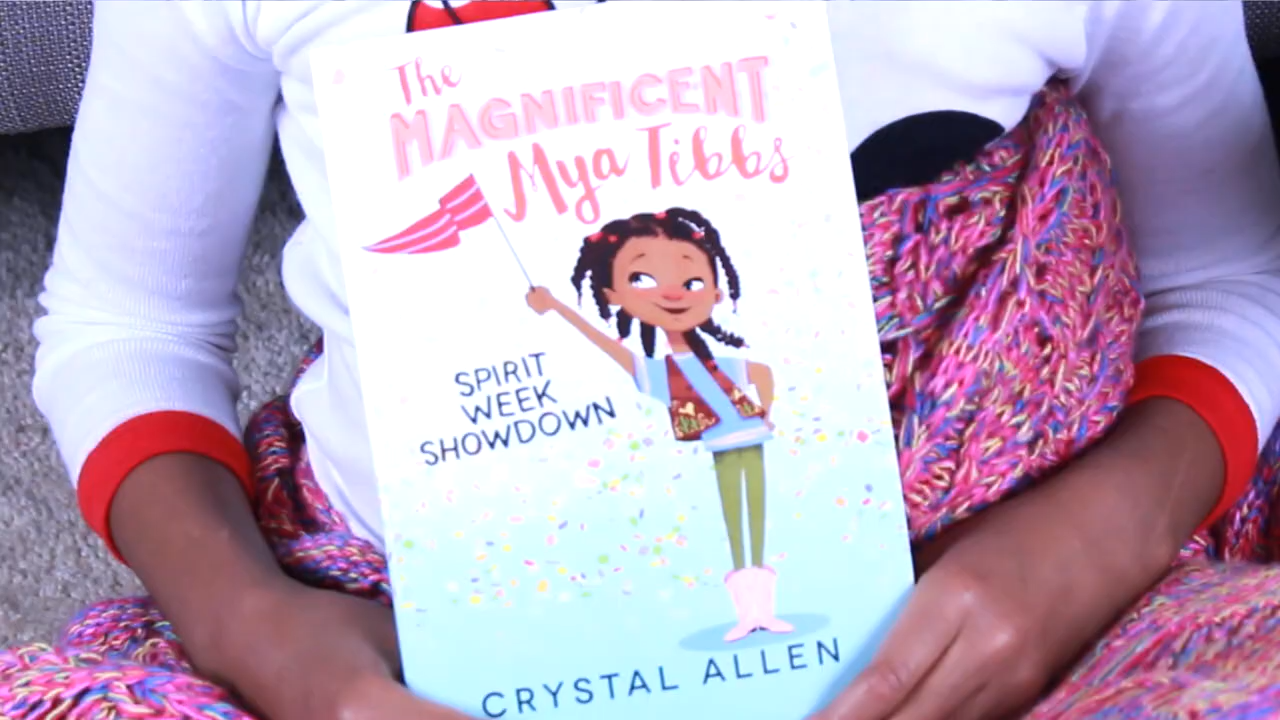 The
MAGNIFICENT
Mya Tibbs
SPIRIT
WEEK
SHOWDOWN
CRYSTAL ALLEN